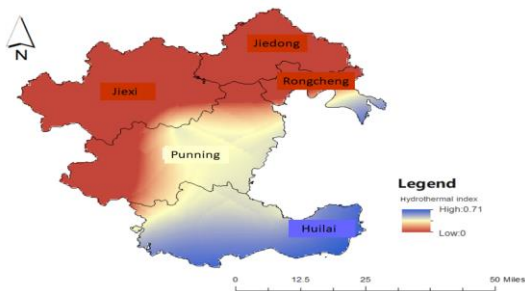 N
Jiedong
Jiexi
Rongcheng
Punning
Huilai
Legend
Hydrothermal index
High:0.71
Low:0
0 12.5 25 50 Miles